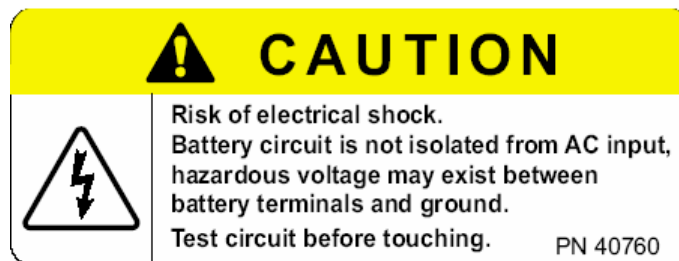 CAUTION
Risk of electrical shock.
Battery circuit is not isolated from AC input,
hazardous voltage may exist between
battery terminals and ground.
Test circuit before touching.
PN 40760